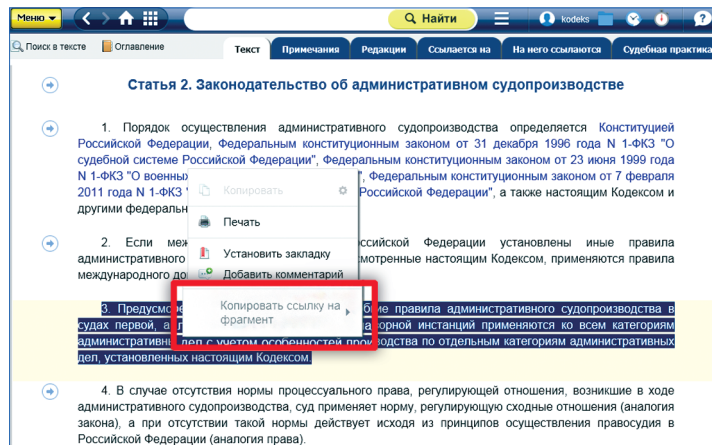 Меню
Найти
kodeks
?
Поиск в тексте
Оглавление
Текст
Примечания
Редакции
Ссылается на
На него ссылаются
Судебная практика
Статья 2. Законодательство об административном судопроизводстве
1. Порядок осуществления административного судопроизводства определяется Конституцией
Российской Федерации, Федеральным конституционным законом от 31 декабря 1996 года N 1-ФКЗ "О
судебной системе Российской Федерации", Федеральным конституционным законом от 23 июня 1999 года
N 1-ФКЗ "О военных ", Федеральным конституционным законом от 7 февраля
2011 года N 1-ФКЗ " Российской Федерации", а также настоящим Кодексом и
другими федеральн
Копировать
Печать
Установить закладку
Добавить комментарий
Копировать ссылку на
фрагмент
2. Если меж Российской Федерации установлены иные правила
административного смотренные настоящим Кодексом, применяются правила
международного до
3. Предусмо бщие правила административного судопроизводства в
судах первой, ап адзорной инстанций применяются ко всем категориям
административных дел с учетом особенностей производства по отдельным категориям административных
дел, установленных настоящим Кодексом.
4. В случае отсутствия нормы процессуального права, регулирующей отношения, возникшие в ходе
административного судопроизводства, суд применяет норму, регулирующую сходные отношения (аналогия
закона), а при отсутствии такой нормы действует исходя из принципов осуществления правосудия в
Российской Федерации (аналогия права).